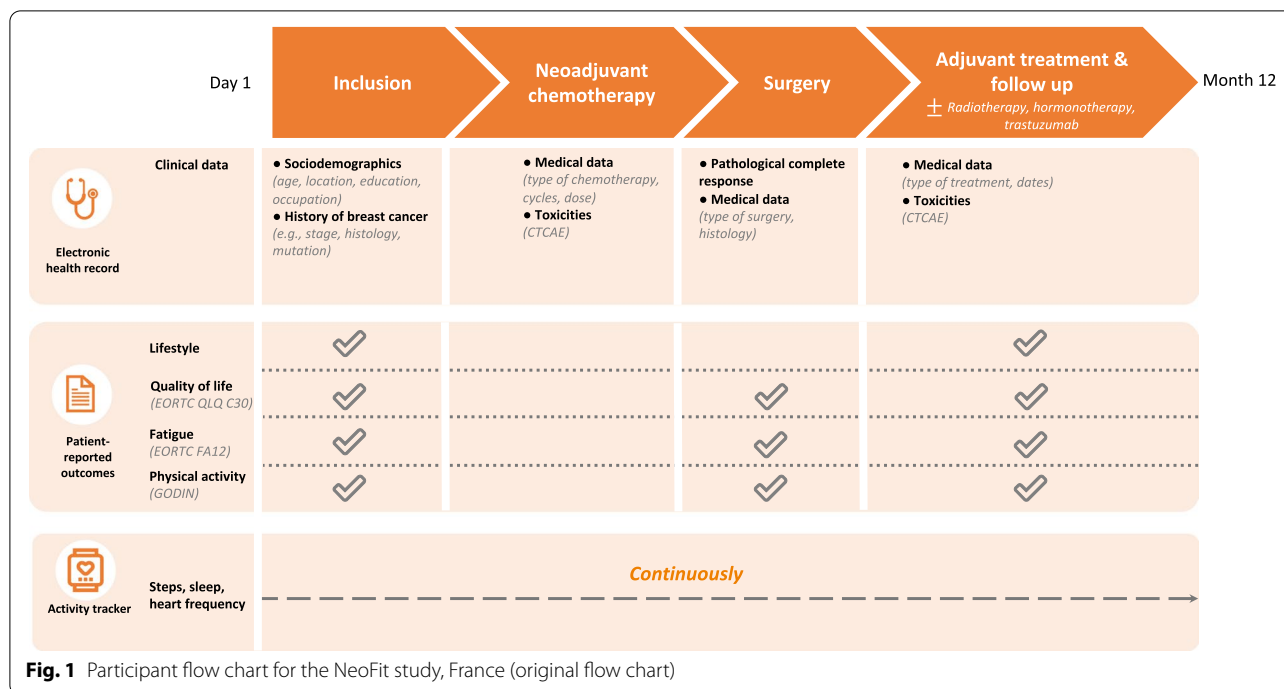 Day 1
Inclusion
Neoadjuvant
chemotherapy
Surgery
Adjuvant treatment &
follow up
± Radiotherapy, hormonotherapy,
trastuzumab
Month 12
Electronic
health record
Clinical data
● Sociodemographics
(age, location, education,
occupation)
● History of breast cancer
(e.g., stage, histology,
mutation)
● Medical data
(type of chemotherapy,
cycles, dose)
● Toxicities
(CTCAE)
● Pathological complete
response
● Medical data
(type of surgery,
histology)
● Medical data
(type of treatment, dates)
● Toxicities
(CTCAE)
Patient-
reported
outcomes
Lifestyle
Quality of life
(EORTC QLQ C30)
Fatigue
(EORTC FA12)
Physical activity
(GODIN)
Activity tracker
Steps, sleep,
heart frequency
Continuously
Fig. 1 Participant flow chart for the NeoFit study, France (original flow chart)